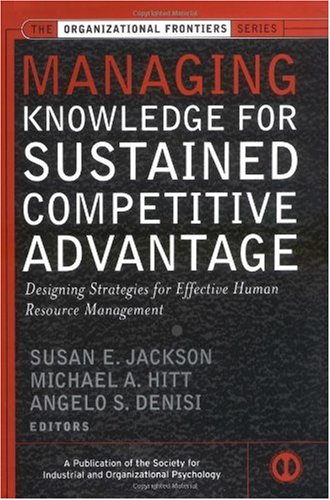 THE ORGANIZATIONAL FRONTIERS SERIES
MANAGING
KNOWLEDGE FOR
SUSTAINED
COMPETITIVE
ADVANTAGE
Designing Strategies for Effective Human
Resource Management
SUSAN E. JACKSON
MICHAEL A. HITT
ANGELO S. DENISI
EDITORS
A Publication of the Society for
Industrial and Organizational Psychology